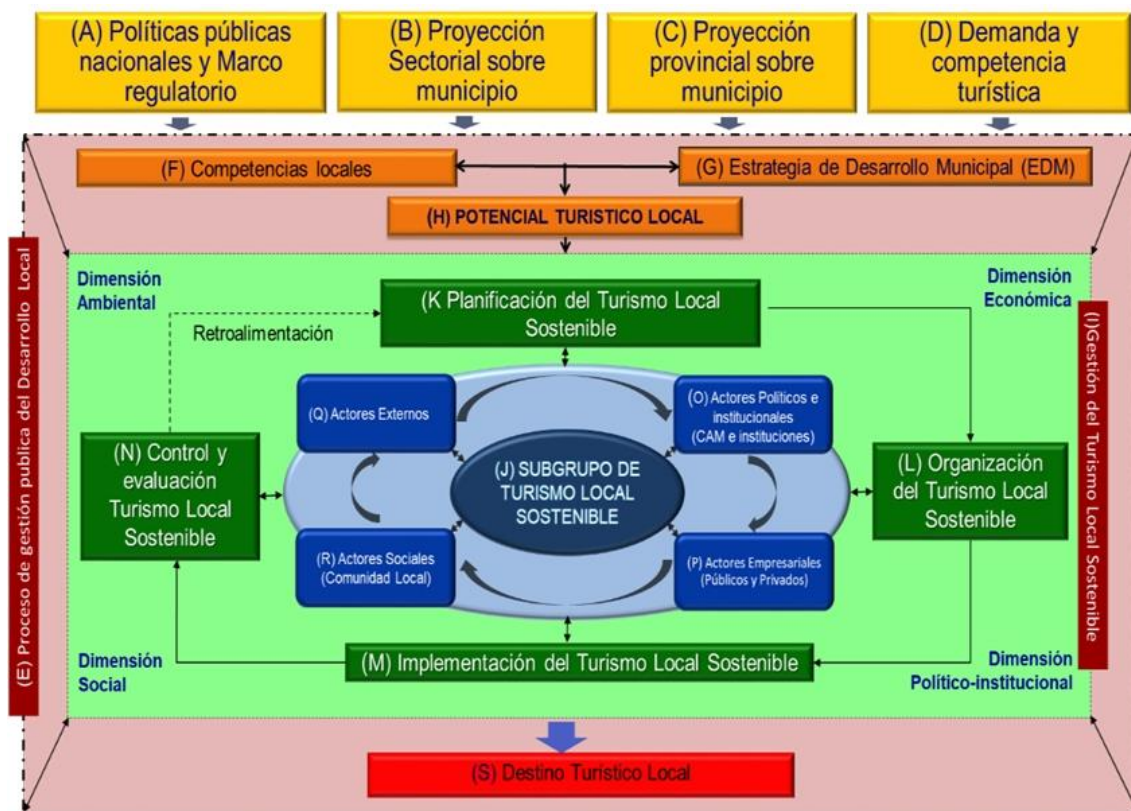 (A) Políticas públicas
nacionales y Marco
regulatorio
(B) Proyección
Sectorial sobre
municipio
(C) Proyección
provincial sobre
municipio
(D) Demanda y
competencia
turística
(F) Competencias locales
(G) Estrategia de Desarrollo Municipal (EDM)
(H) POTENCIAL TURISTICO LOCAL
(E) Proceso de gestión publica del Desarrollo Local
Dimensión
Ambiental
Dimensión
Económica
(K Planificación del Turismo Local
Sostenible
Retroalimentación
(I)Gestión del Turismo Local Sostenible
(Q) Actores Externos
(O) Actores Políticos e
institucionales
(CAM e instituciones)
(N) Control y
evaluación
Turismo Local
Sostenible
(J) SUBGRUPO DE
TURISMO LOCAL
SOSTENIBLE
(L) Organización
del Turismo Local
Sostenible
(R) Actores Sociales
(Comunidad Local)
(P) Actores Empresariales
(Públicos y Privados)
(M) Implementación del Turismo Local Sostenible
Dimensión
Social
Dimensión
Político-institucional
(S) Destino Turístico Local